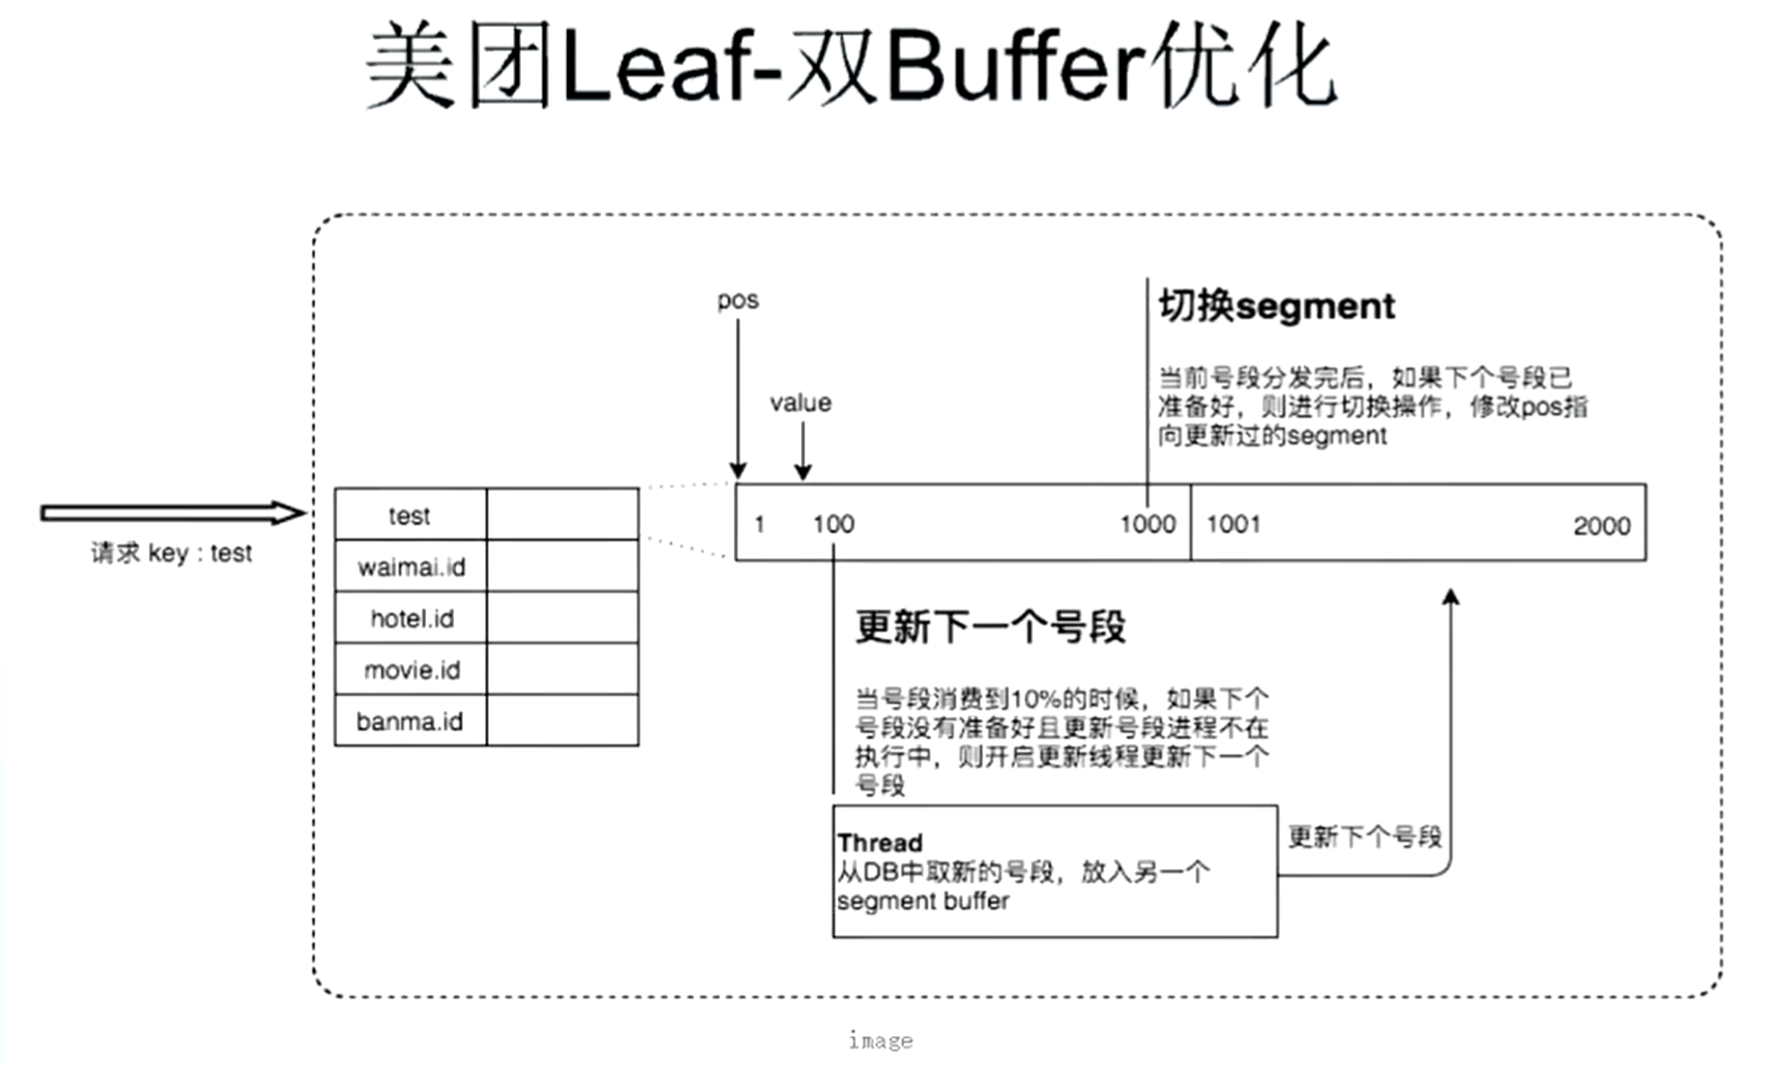 美团Leaf-双Buffer优化
pos
切换segment
当前号段分发完后，如果下个号段已
准备好，则进行切换操作，修改pos指
向更新过的segment
value
请求 key : test
test
waimai.id
hotel.id
movie.id
banma.id
1
100
1000
1001
2000
更新下一个号段
当号段消费到10%的时候，如果下个
号段没有准备好且更新号段进程不在
执行中，则开启更新线程更新下一个
号段
Thread
从DB中取新的号段，放入另一个
segment buffer
更新下个号段
image